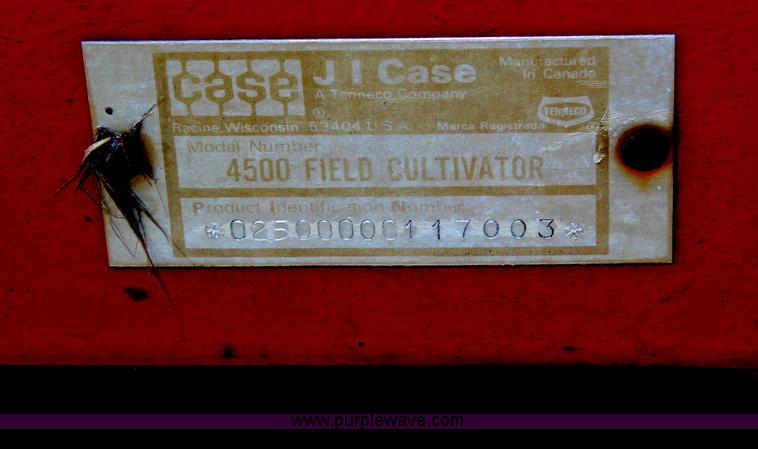 case
J I Case
A Tenneco Company
®
Manufactured
In Canada
TENNECO
Racine, Wisconsin 53404 U.S.A. Marca Registrada ®
Model Number
4500 FIELD CULTIVATOR
Product Identification Number
*02500000117003*
www.purplewave.com